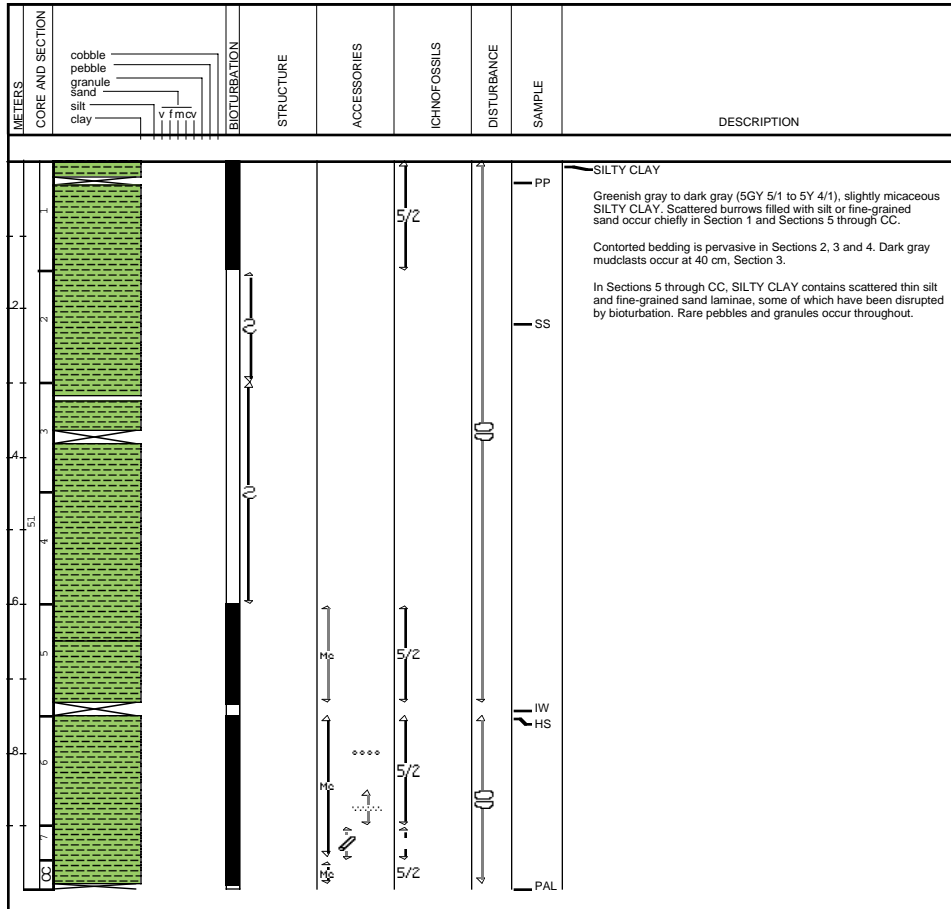 METERS
CORE AND SECTION
cobble
pebble
granule
sand
silt
v f m c v
clay
BIOTURBATION
STRUCTURE
ACCESSORIES
ICHNOFOSSILS
DISTURBANCE
SAMPLE
DESCRIPTION
SILTY CLAY
PP
Greenish gray to dark gray (5GY 5/1 to 5Y 4/1), slightly micaceous
SILTY CLAY. Scattered burrows filled with silt or fine-grained
sand occur chiefly in Section 1 and Sections 5 through CC.
1
5/2
Contorted bedding is pervasive in Sections 2, 3 and 4. Dark gray
mudclasts occur at 40 cm, Section 3.
In Sections 5 through CC, SILTY CLAY contains scattered thin silt
and fine-grained sand laminae, some of which have been disrupted
by bioturbation. Rare pebbles and granules occur throughout.
2
2
SS
3
4
51
4
6
5
Mc
5/2
IW
HS
8
6
5/2
Mc
7
CC
Mc
5/2
PAL